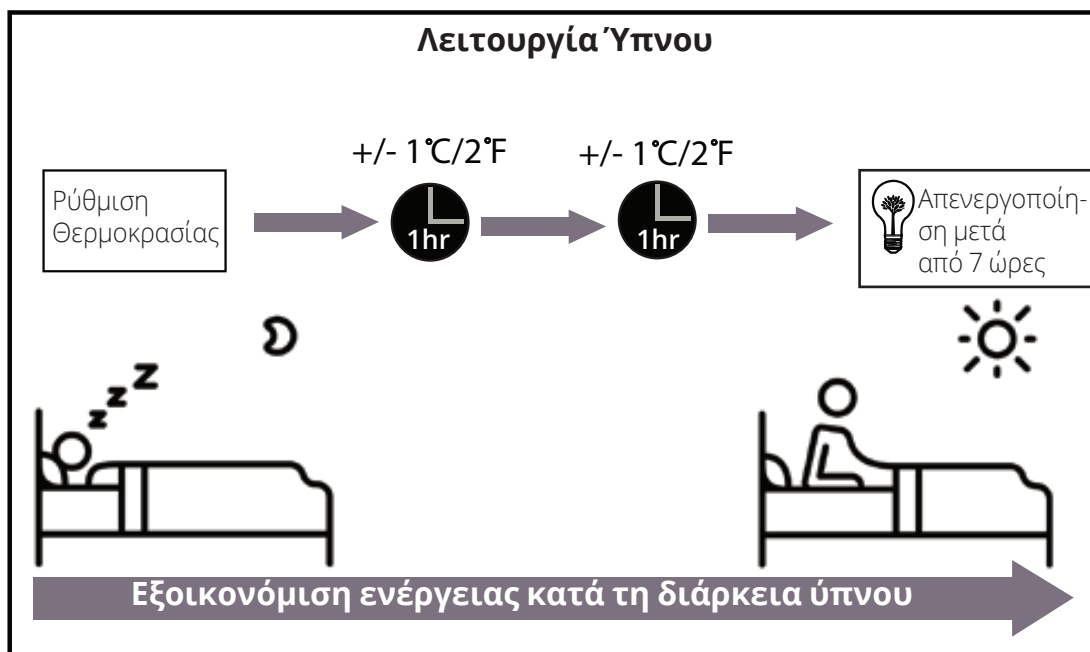 Λειτουργία Ύπνου
+/- 1℃/2℉ +/- 1℃/2℉
Ρύθμιση
Θερμοκρασίας
1hr 1hr
Απενεργοποίη-
ση μετά
από 7 ώρες
z z z
Εξοικονόμιση ενέργειας κατά τη διάρκεια ύπνου